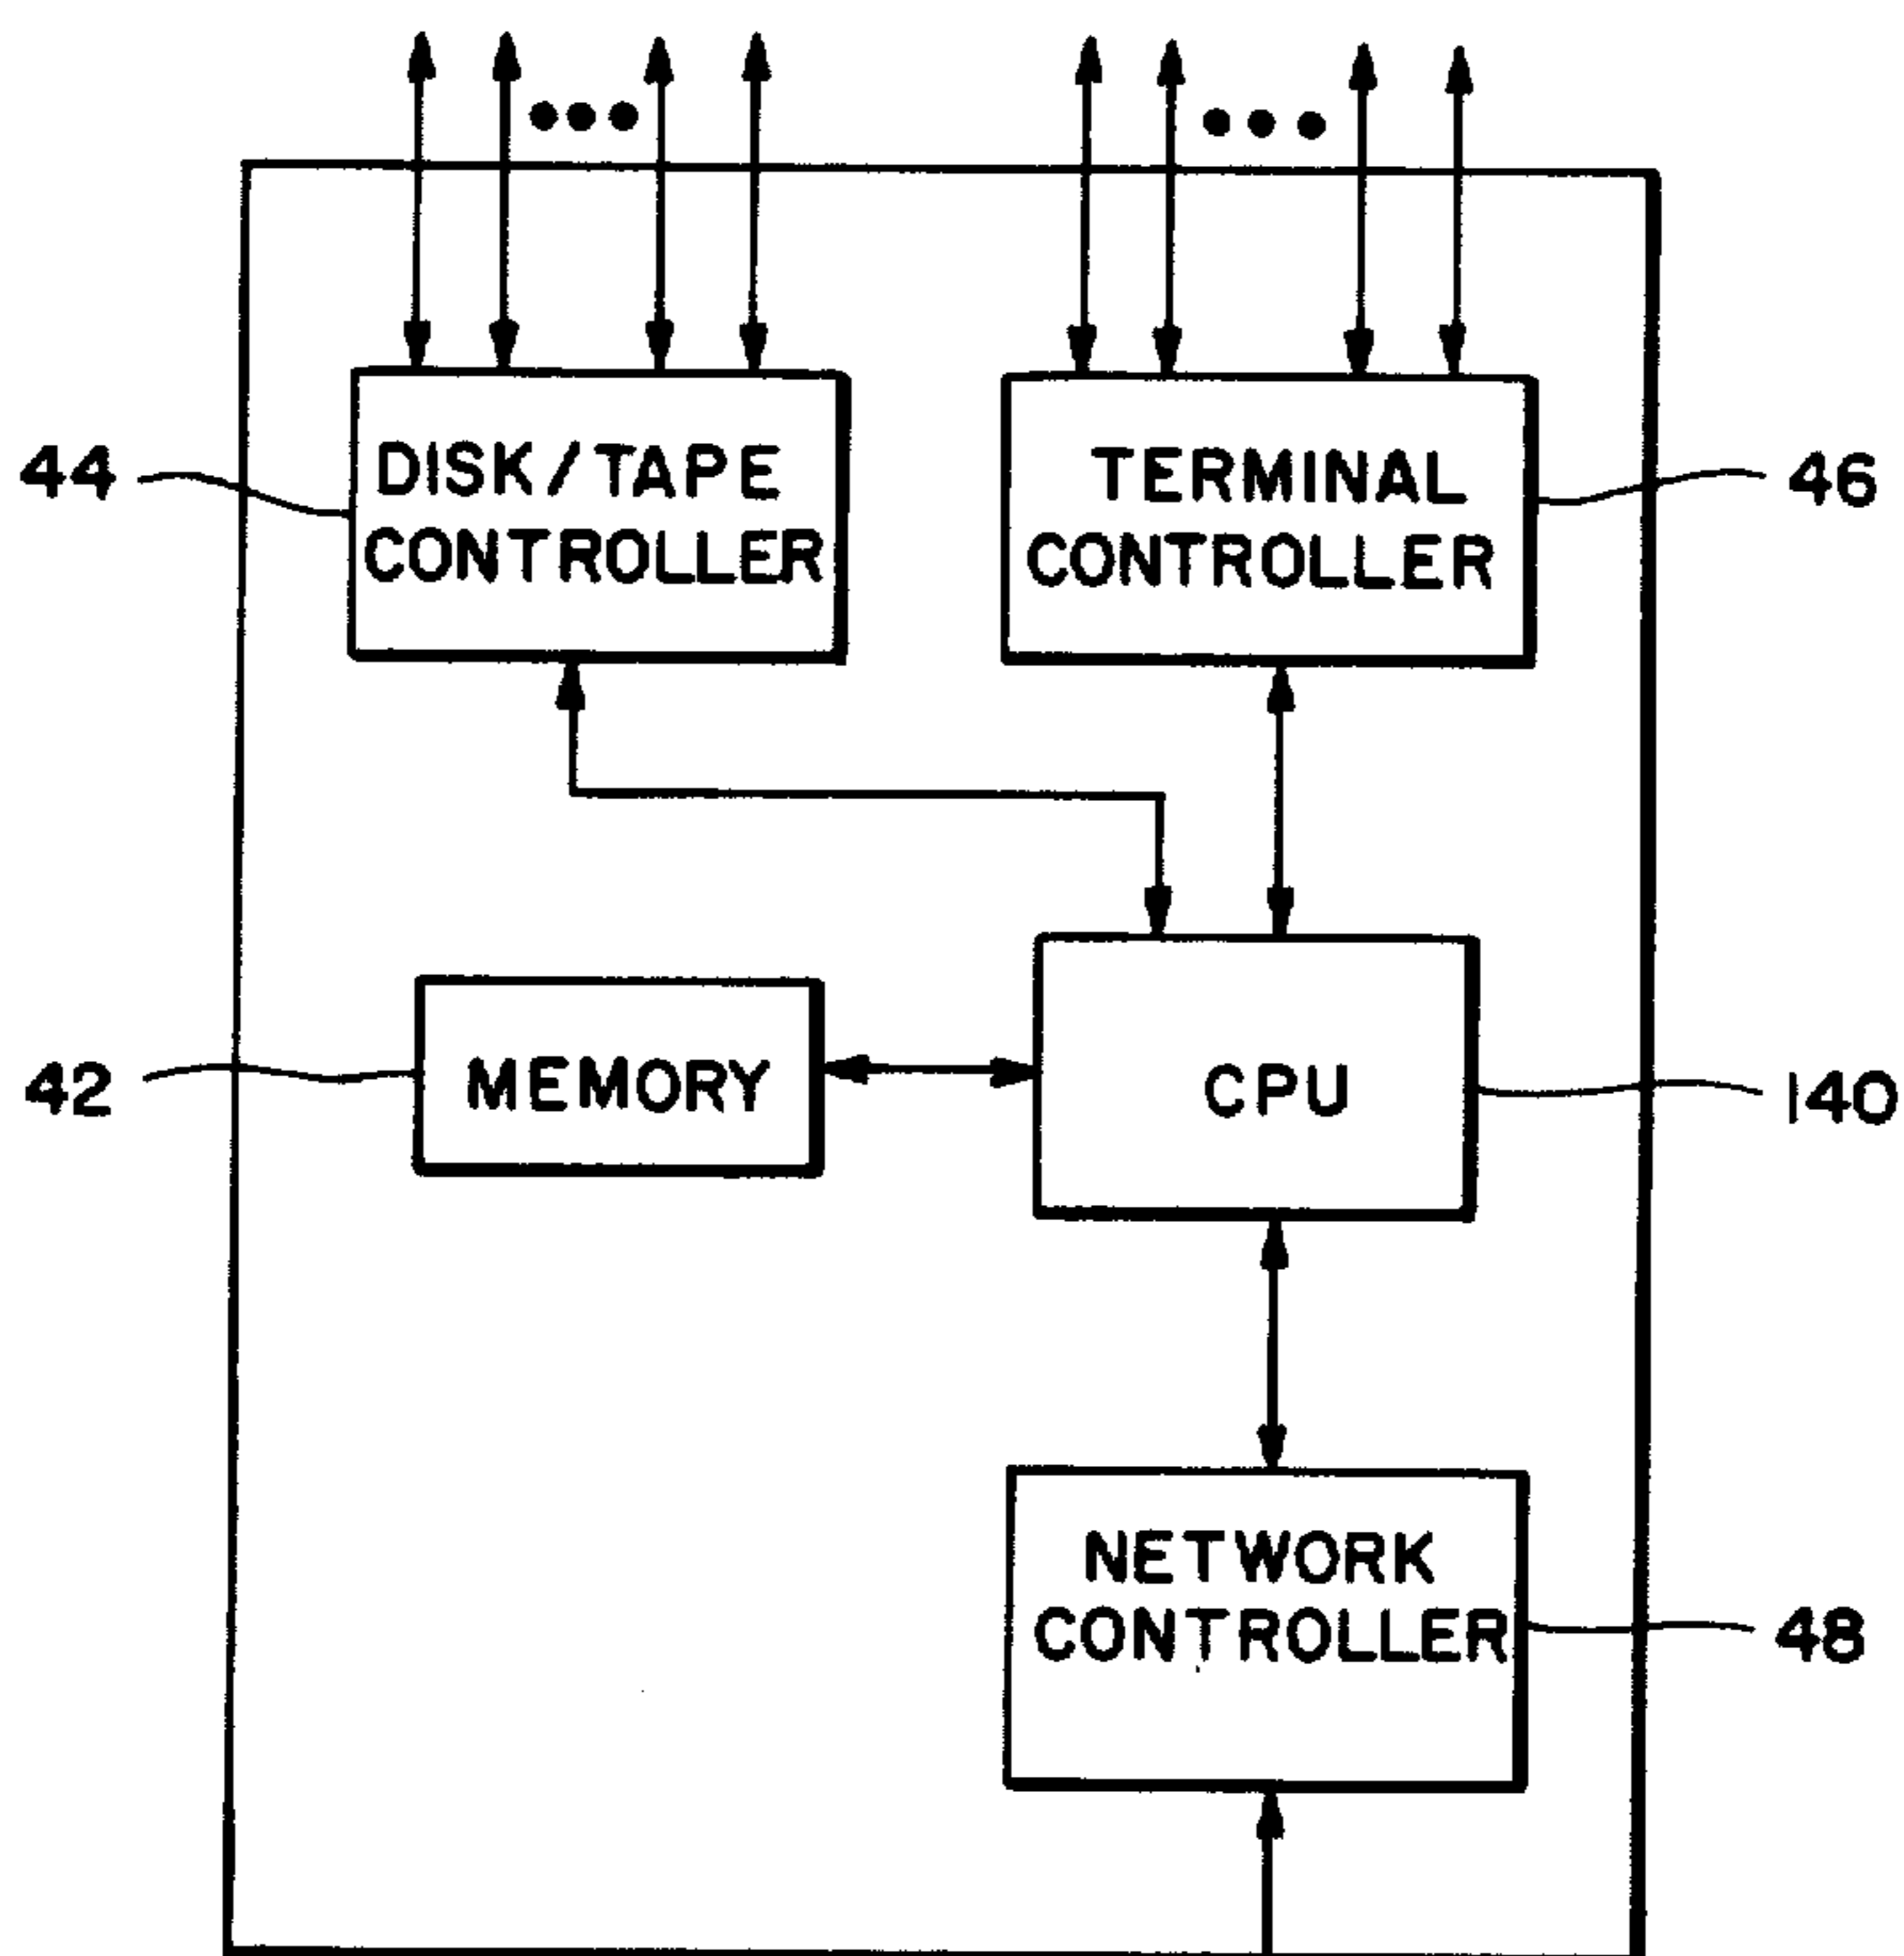 44
DISK/TAPE
CONTROLLER
TERMINAL
CONTROLLER
46
42
MEMORY
CPU
140
NETWORK
CONTROLLER
48